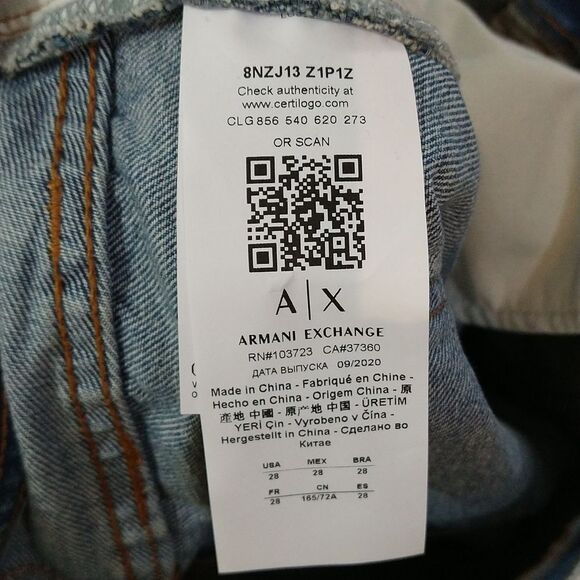 8NZJ13 Z1P1Z
Check authenticity at
www.certilogo.com
CLG 856 540 620 273
OR SCAN
A|X
ARMANI EXCHANGE
RN#103723 CA#37360
ДАТА ВЫПУСКА 09/2020
Made in China - Fabriqué en Chine -
Hecho en China - Origem China - 原
產地 中國 - 原产地 中国 - ÜRETİM
YERİ Çin - Vyrobeno v Čína -
Hergestellt in China - Сделано во
Китае
USA MEX BRA
28 28 28
FR CN ES
28 165/72A 28